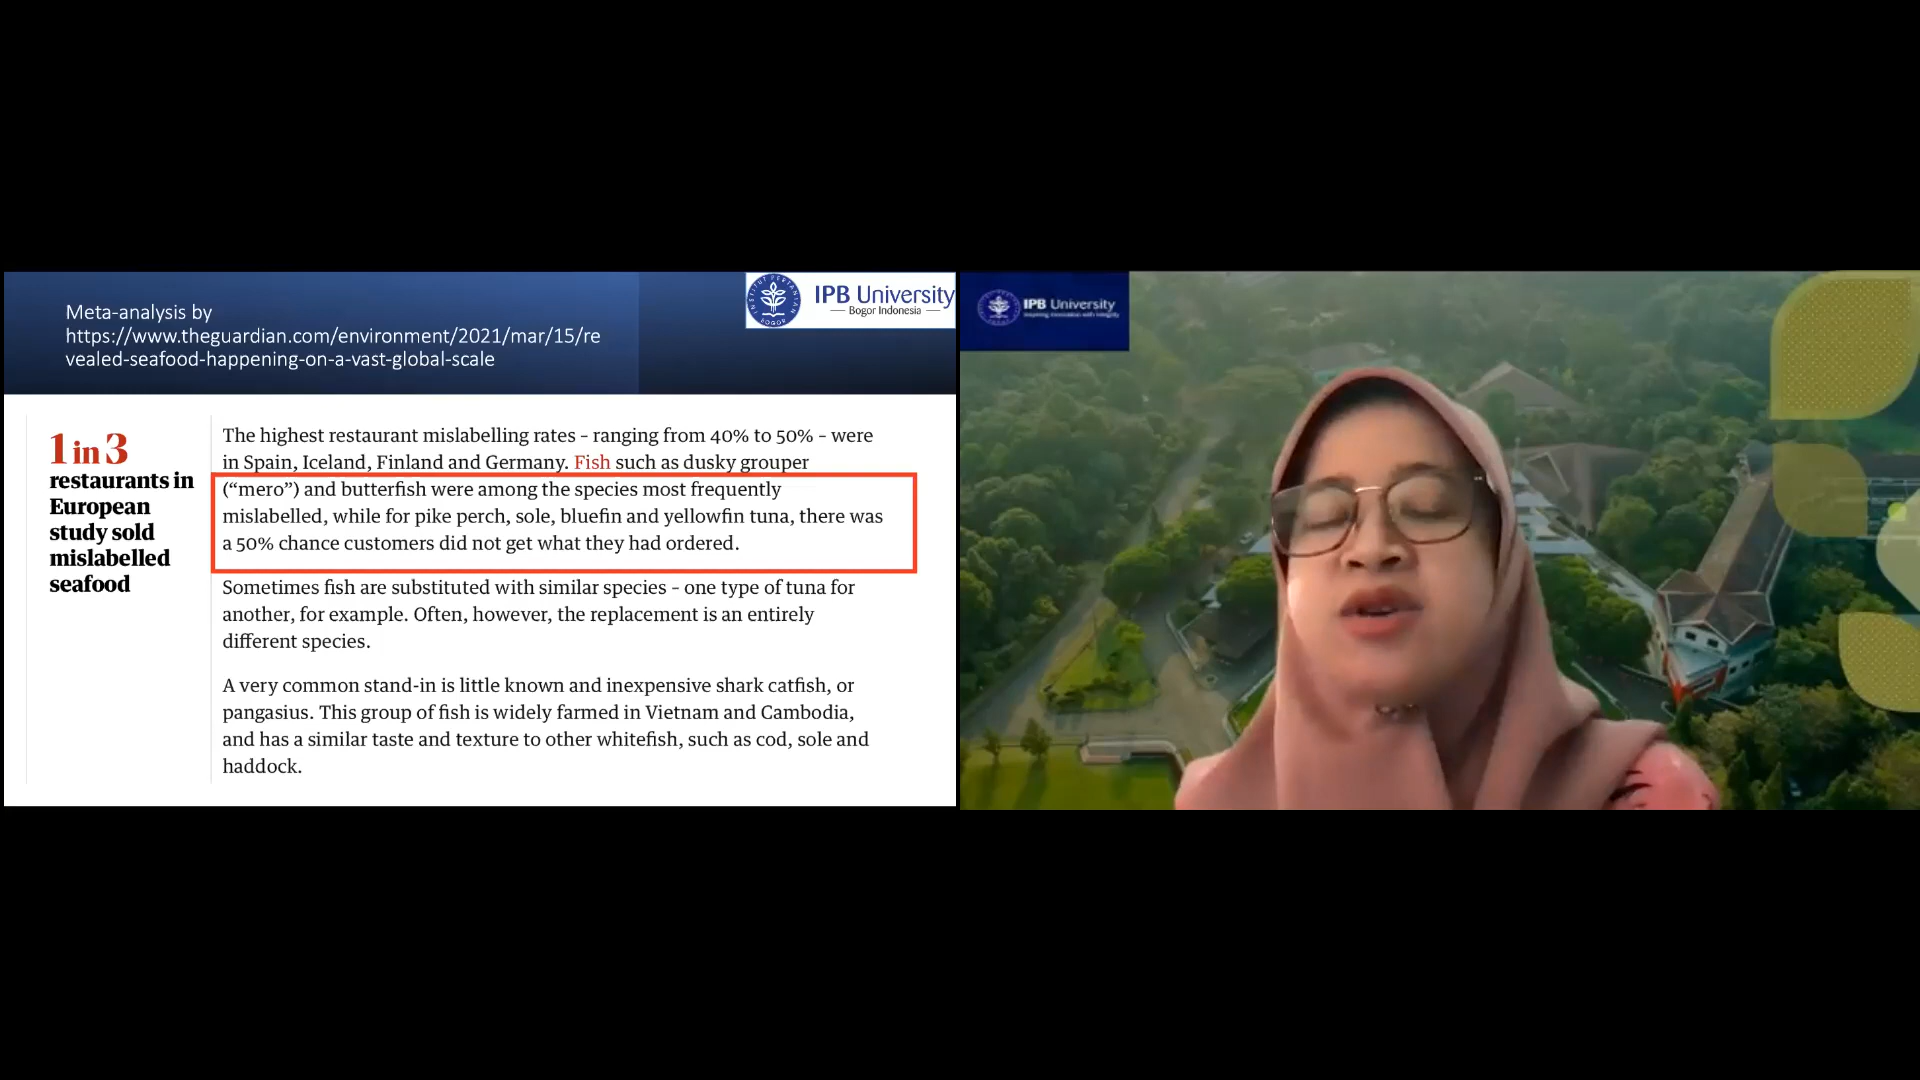 Meta-analysis by
https://www.theguardian.com/environment/2021/mar/15/re
vealed-seafood-happening-on-a-vast-global-scale
INSTITUT PERTANIAN BOGOR
IPB University
Bogor Indonesia
1 in 3
restaurants in
European
study sold
mislabelled
seafood
The highest restaurant mislabelling rates – ranging from 40% to 50% – were
in Spain, Iceland, Finland and Germany. Fish such as dusky grouper
(“mero”) and butterfish were among the species most frequently
mislabelled, while for pike perch, sole, bluefin and yellowfin tuna, there was
a 50% chance customers did not get what they had ordered.
Sometimes fish are substituted with similar species – one type of tuna for
another, for example. Often, however, the replacement is an entirely
different species.
A very common stand-in is little known and inexpensive shark catfish, or
pangasius. This group of fish is widely farmed in Vietnam and Cambodia,
and has a similar taste and texture to other whitefish, such as cod, sole and
haddock.
IPB University
Inspiring Innovation with Integrity